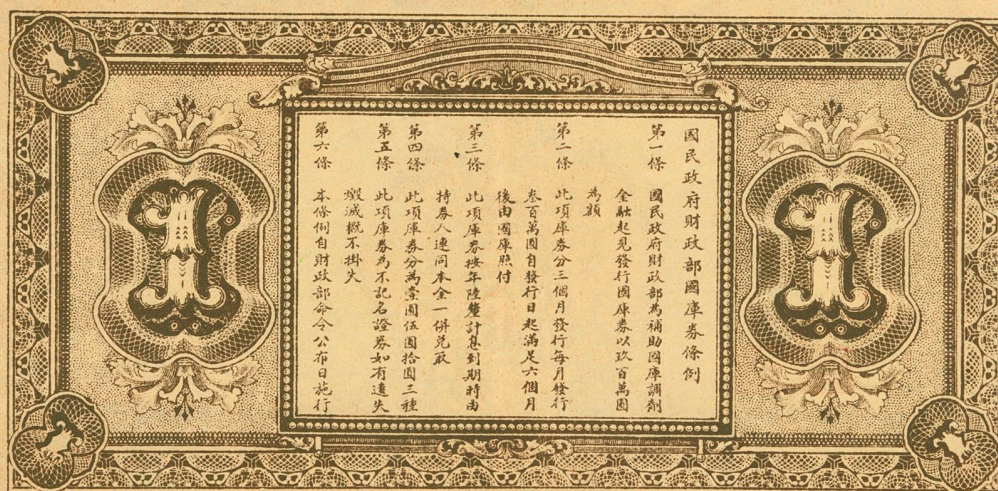 國民政府財政部國庫券條例
第一條 國民政府財政部為補助國庫調劑
金融起見發行國庫券以玖百萬圓
為額
第二條 此項庫券分三個月發行每月發行
叁百萬圓自發行日起滿足六個月
後由國庫照付
第三條 此項庫券按年陸釐計息到期時由
持券人連同本金一併兌取
第四條 此項庫券分為壹圓伍圓拾圓三種
第五條 此項庫券為不記名證券如有遺失
燬滅概不掛失
第六條 本條例自財政部命令公布日施行
1
1